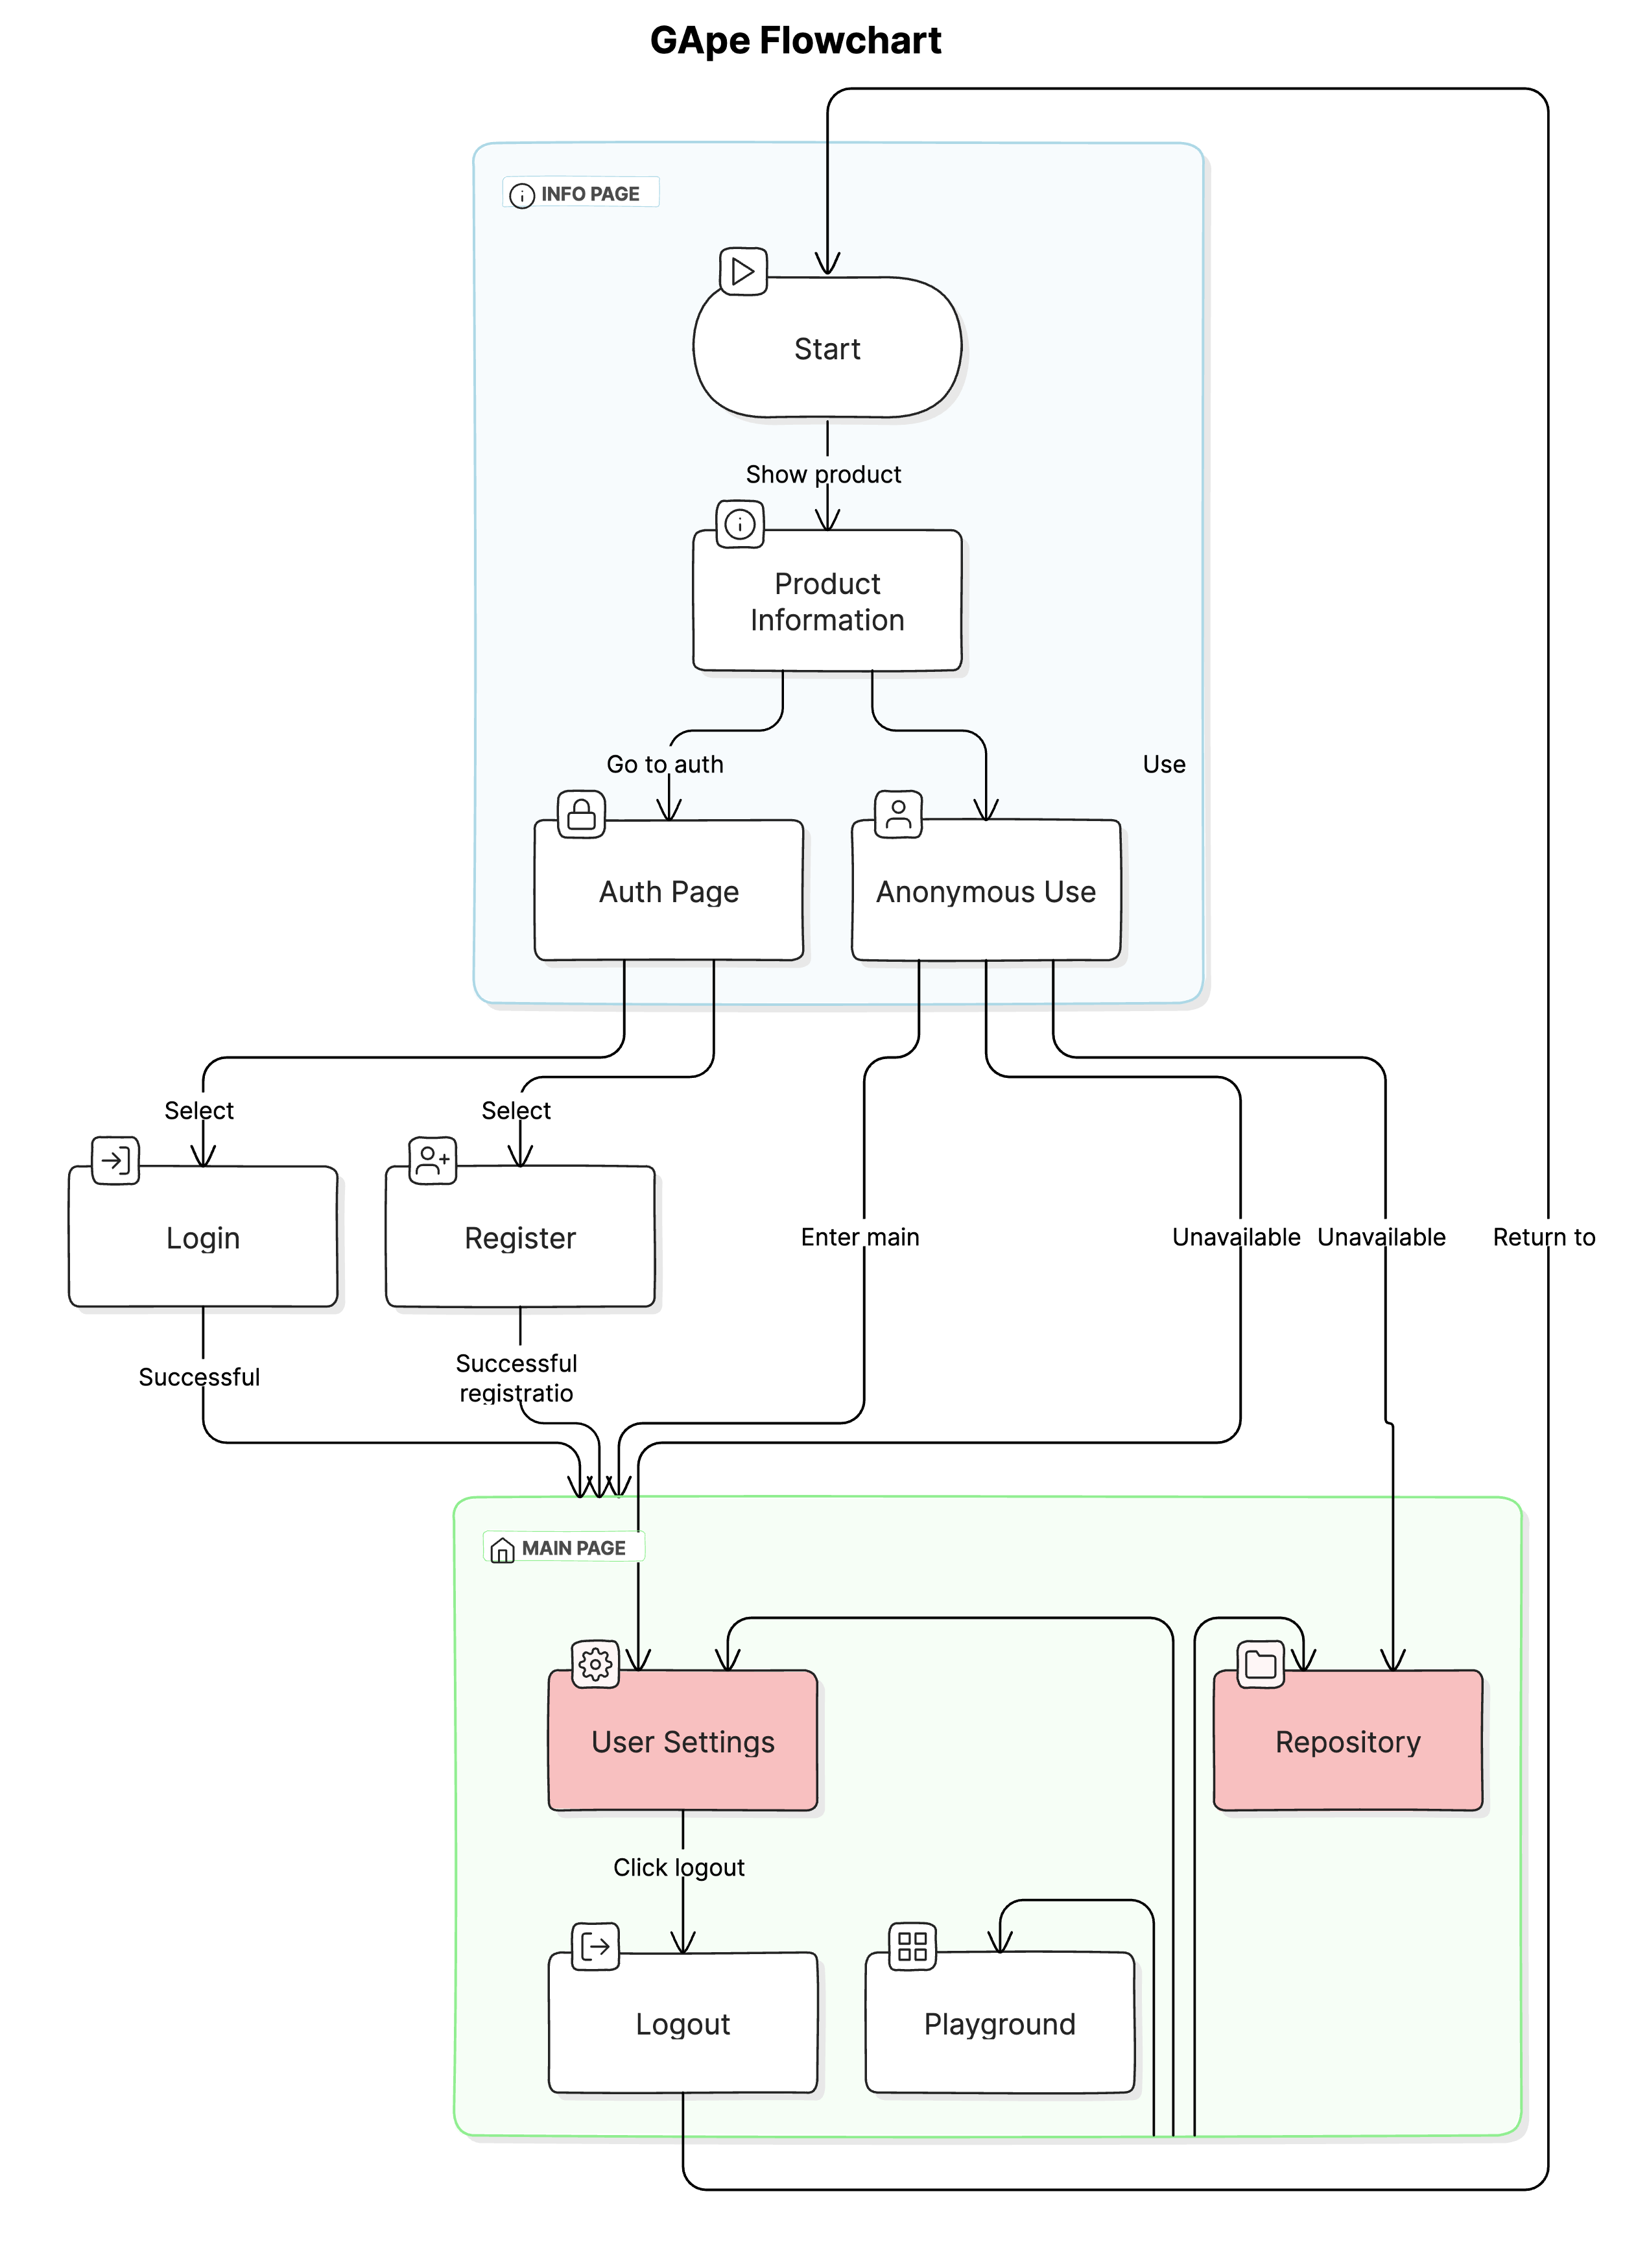 GApe Flowchart
INFO PAGE
Start
Show product
Product
Information
Go to auth
Use
Auth Page
Anonymous Use
Select
Select
Login
Register
Enter main
Unavailable
Unavailable
Return to
Successful
Successful
registratio
MAIN PAGE
User Settings
Repository
Click logout
Logout
Playground